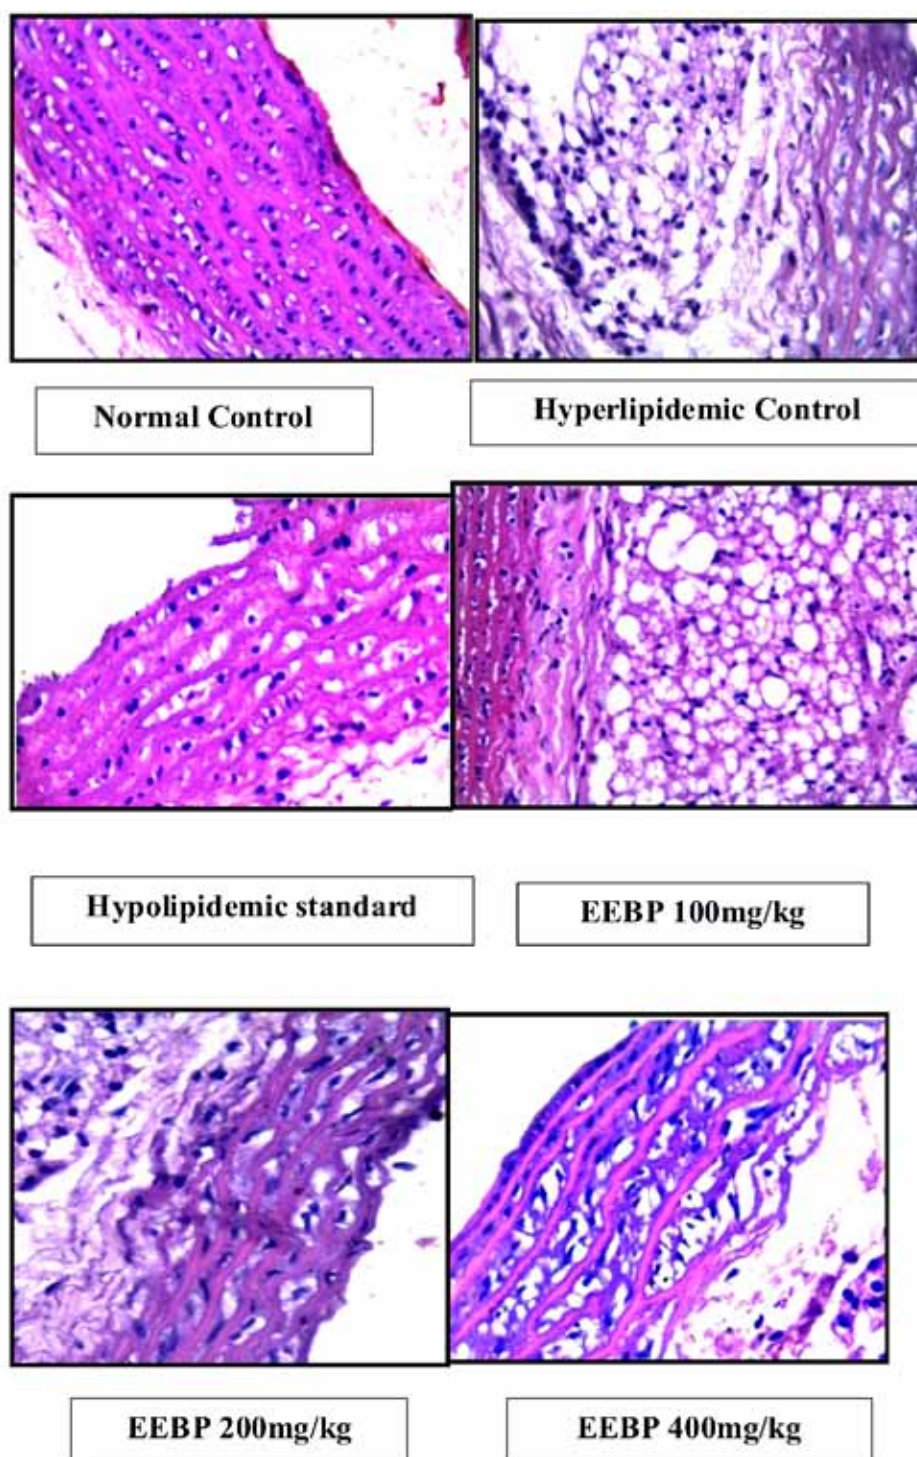 Normal Control
Hyperlipidemic Control
Hypolipidemic standard
EEBP 100mg/kg
EEBP 200mg/kg
EEBP 400mg/kg